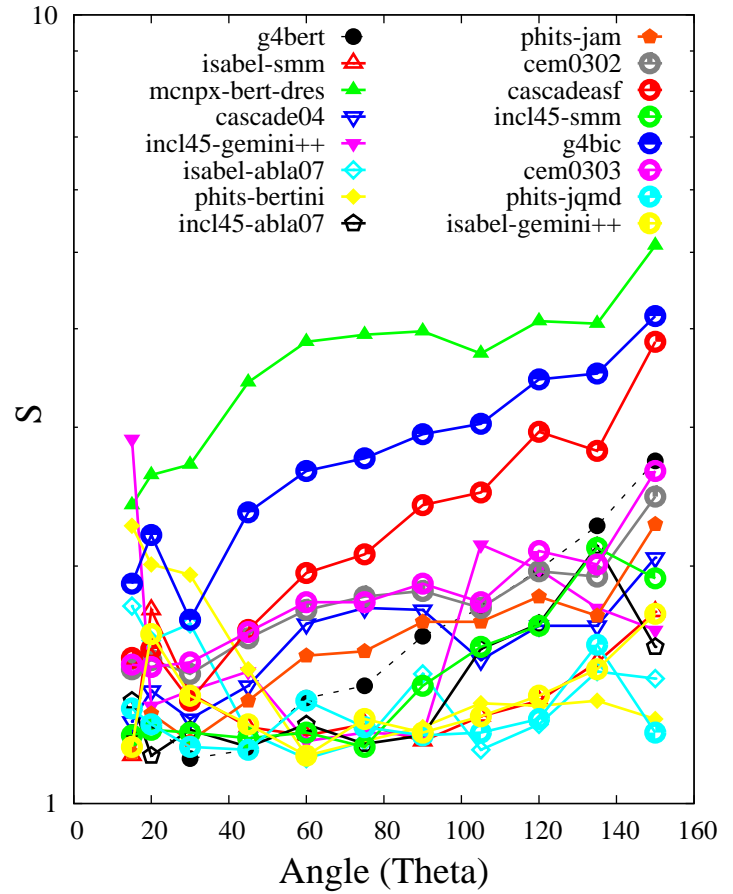 10
g4bert
isabel-smm
mcnpx-bert-dres
cascade04
incl45-gemini++
isabel-abla07
phits-bertini
incl45-abla07
phits-jam
cem0302
cascadeasf
incl45-smm
g4bic
cem0303
phits-jqmd
isabel-gemini++
S
1
0 20 40 60 80 100 120 140 160
Angle (Theta)